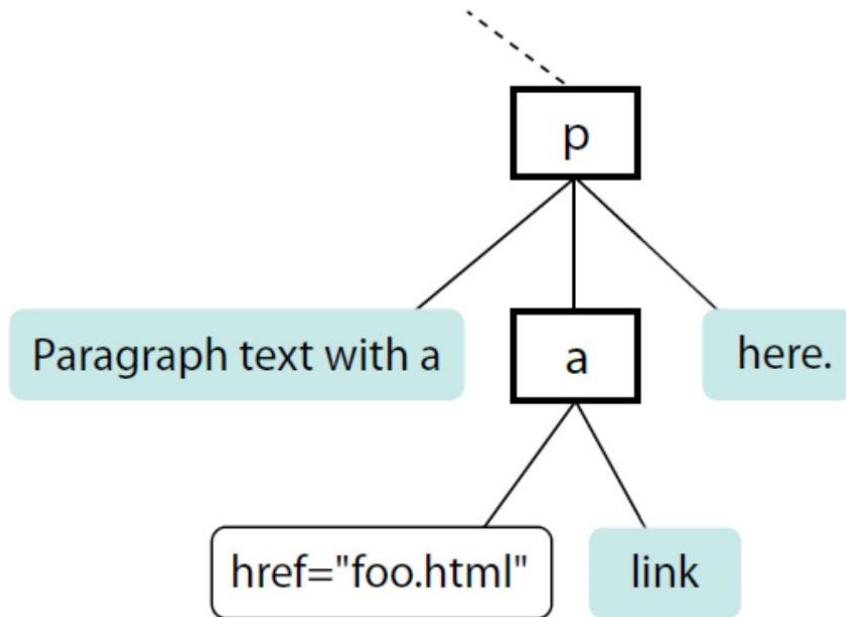 p
Paragraph text with a
a
here.
href="foo.html"
link